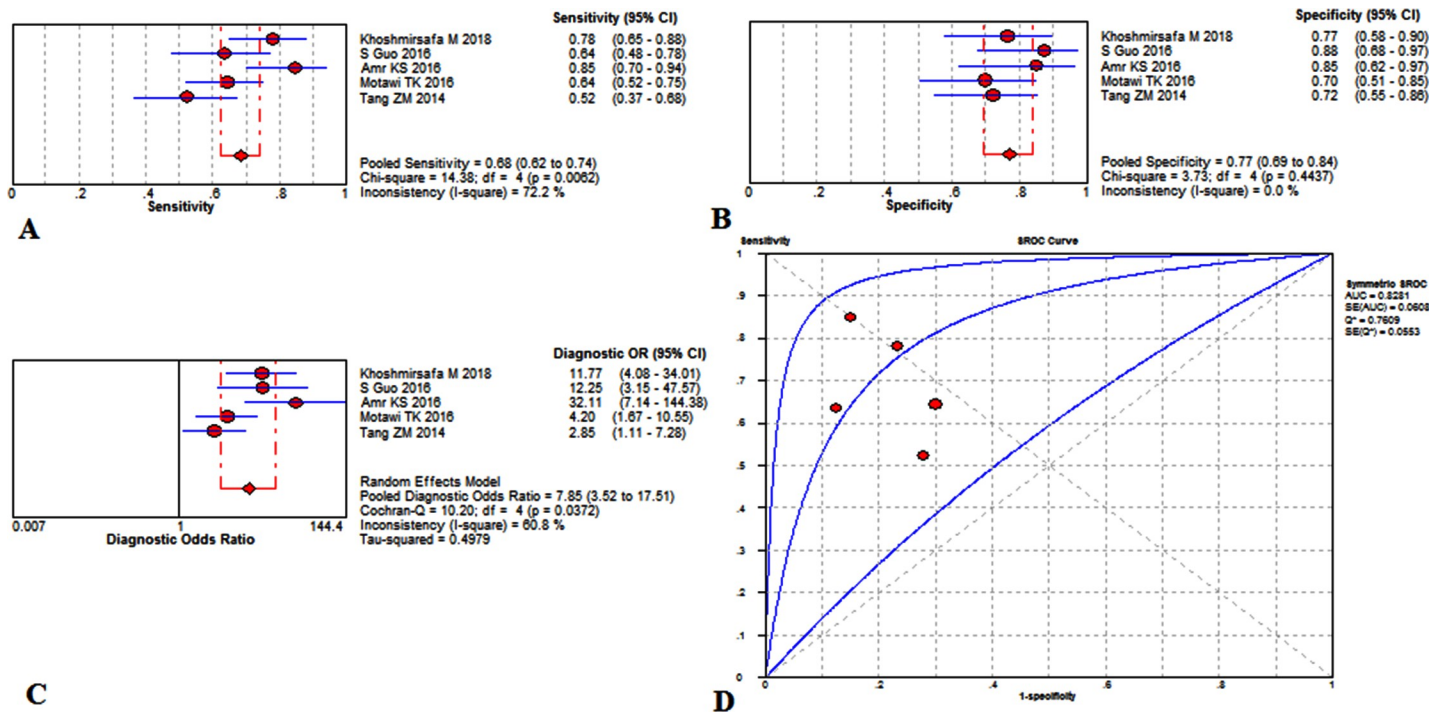 Sensitivity (95% CI)
Khoshmirsafa M 2018 0.78 (0.65 - 0.88)
S Guo 2016 0.64 (0.48 - 0.78)
Amr KS 2016 0.85 (0.70 - 0.94)
Motawi TK 2016 0.64 (0.52 - 0.75)
Tang ZM 2014 0.52 (0.37 - 0.68)
Pooled Sensitivity = 0.68 (0.62 to 0.74)
Chi-square = 14.38; df = 4 (p = 0.0062)
Inconsistency (I-square) = 72.2 %
0 .2 .4 .6 .8 1
Sensitivity
A
Specificity (95% CI)
Khoshmirsafa M 2018 0.77 (0.58 - 0.90)
S Guo 2016 0.88 (0.68 - 0.97)
Amr KS 2016 0.85 (0.62 - 0.97)
Motawi TK 2016 0.70 (0.51 - 0.85)
Tang ZM 2014 0.72 (0.55 - 0.86)
Pooled Specificity = 0.77 (0.69 to 0.84)
Chi-square = 3.73; df = 4 (p = 0.4437)
Inconsistency (I-square) = 0.0 %
0 .2 .4 .6 .8 1
Specificity
B
Diagnostic OR (95% CI)
Khoshmirsafa M 2018 11.77 (4.08 - 34.01)
S Guo 2016 12.25 (3.15 - 47.57)
Amr KS 2016 32.11 (7.14 - 144.38)
Motawi TK 2016 4.20 (1.67 - 10.55)
Tang ZM 2014 2.85 (1.11 - 7.28)
Random Effects Model
Pooled Diagnostic Odds Ratio = 7.85 (3.52 to 17.51)
Cochran-Q = 10.20; df = 4 (p = 0.0372)
Inconsistency (I-square) = 60.8 %
Tau-squared = 0.4979
0.007 1 144.4
Diagnostic Odds Ratio
C
Sensitivity SROC Curve
1
.9
.8
.7
.6
.5
.4
.3
.2
.1
0
0 .2 .4 .6 .8 1
1-specificity
Symmetric SROC
AUC = 0.8281
SE(AUC) = 0.0608
Q* = 0.7609
SE(Q*) = 0.0553
D